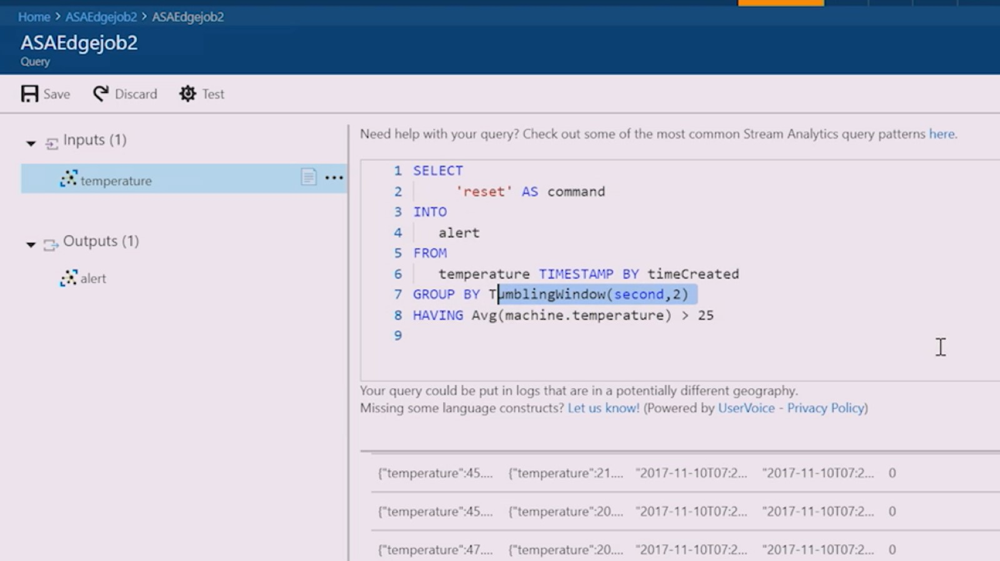 Home > ASAEdgejob2 > ASAEdgejob2
ASAEdgejob2
Query
Save Discard Test
Inputs (1)
temperature
Outputs (1)
alert
Need help with your query? Check out some of the most common Stream Analytics query patterns here.
1 SELECT
2 'reset' AS command
3 INTO
4 alert
5 FROM
6 temperature TIMESTAMP BY timeCreated
7 GROUP BY TumblingWindow(second,2)
8 HAVING Avg(machine.temperature) > 25
9
Your query could be put in logs that are in a potentially different geography.
Missing some language constructs? Let us know! (Powered by UserVoice - Privacy Policy)
{"temperature":45.... {"temperature":21.... "2017-11-10T07:2... "2017-11-10T07:2... 0
{"temperature":45.... {"temperature":20.... "2017-11-10T07:2... "2017-11-10T07:2... 0
{"temperature":47.... {"temperature":20.... "2017-11-10T07:2... "2017-11-10T07:2... 0